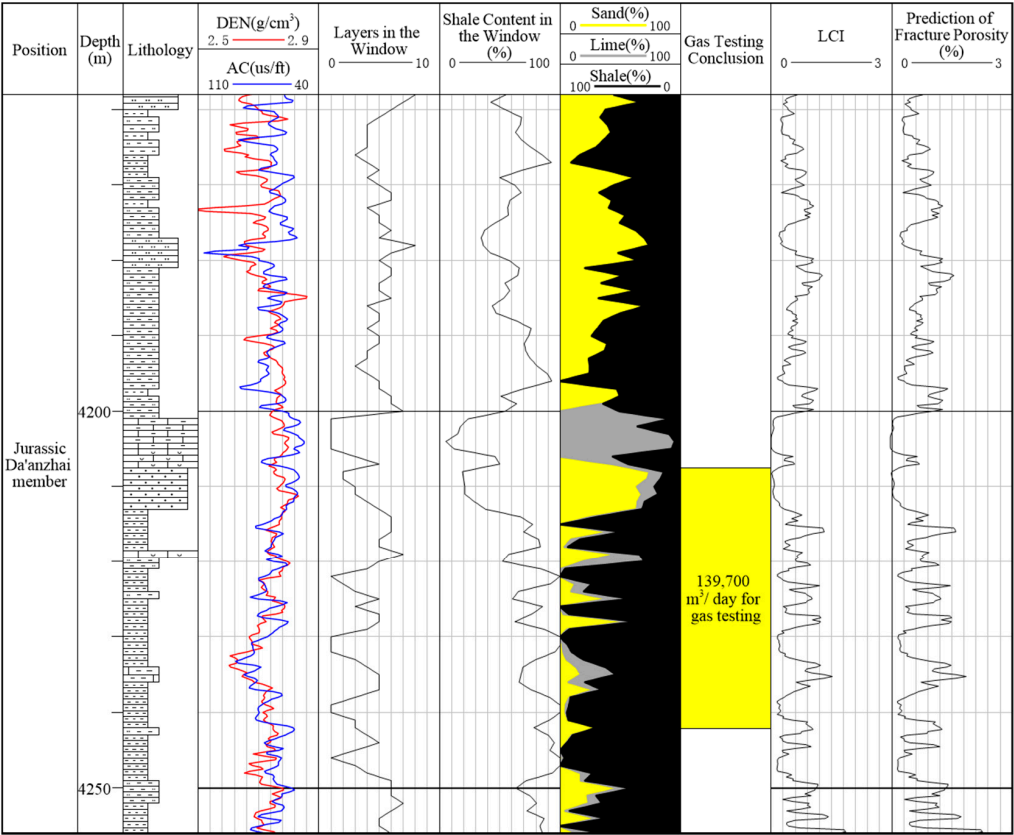 Position
Depth
(m)
Lithology
DEN(g/cm³)
2.5 2.9
AC(us/ft)
110 40
Layers in the
Window
0 10
Shale Content in
the Window
(%)
0 100
Sand(%)
0 100
Lime(%)
0 100
Shale(%)
100 0
Gas Testing
Conclusion
LCI
0 3
Prediction of
Fracture Porosity
(%)
0 3
Jurassic
Da'anzhai
member
4200
4250
139,700
m³/ day for
gas testing